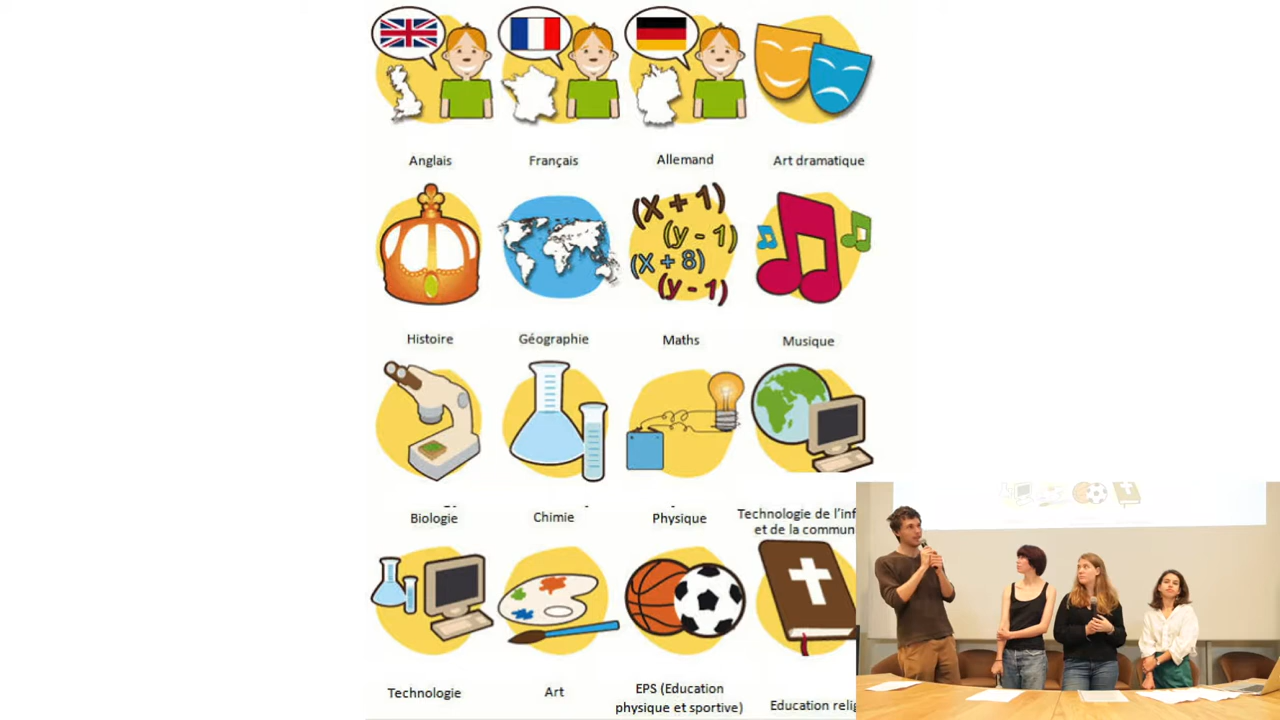 Anglais
Français
Allemand
Art dramatique
(x + 1)
(y - 1)
(x + 8)
(y - 1)
Histoire
Géographie
Maths
Musique
Biologie
Chimie
Physique
Technologie de l'inf
et de la commun
Technologie
Art
EPS (Education
physique et sportive)
Education relig